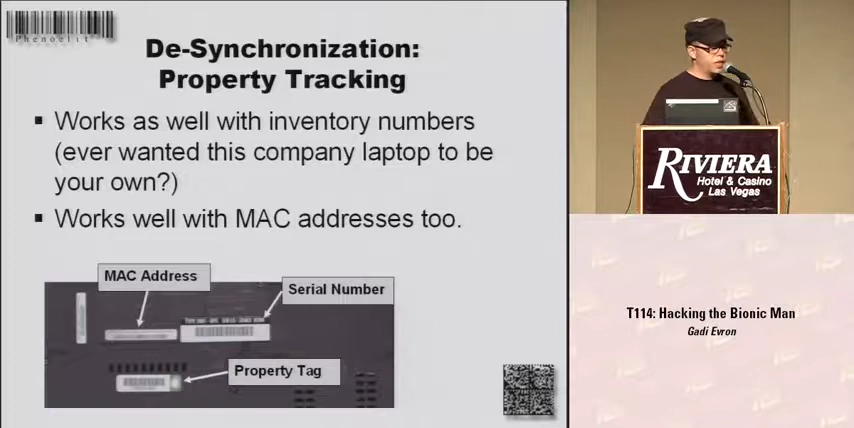 Phenoelit
De-Synchronization:
Property Tracking
Works as well with inventory numbers
(ever wanted this company laptop to be
your own?)
Works well with MAC addresses too.
MAC Address
Serial Number
Property Tag
RIVIERA
Hotel & Casino
Las Vegas
T114: Hacking the Bionic Man
Gadi Evron